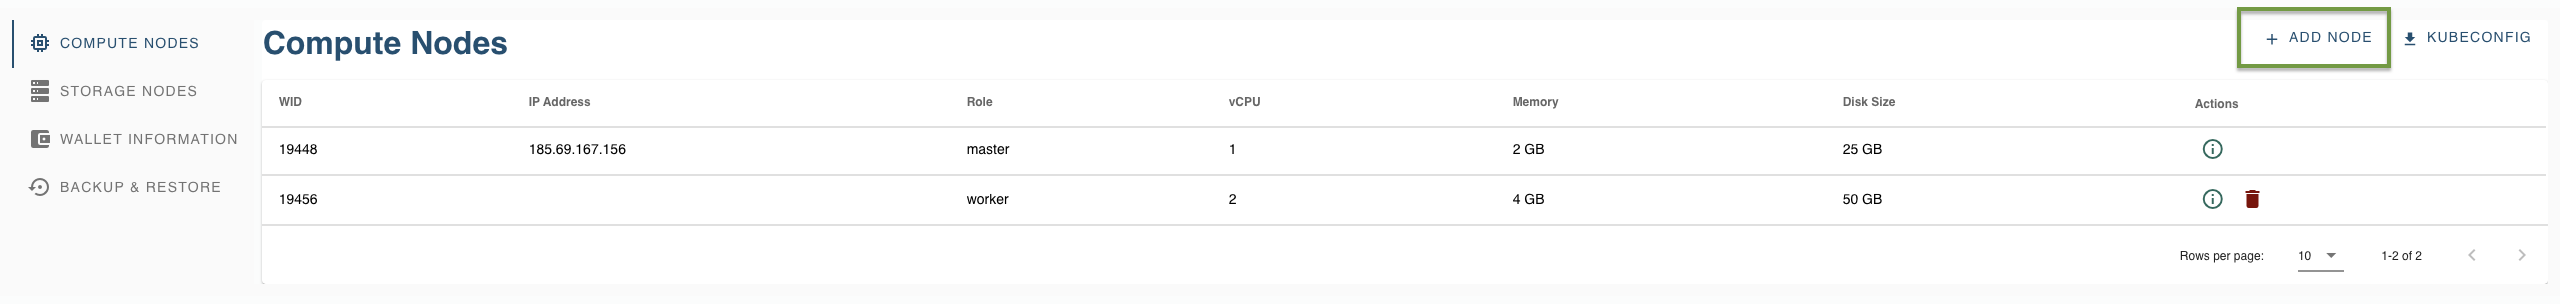 COMPUTE NODES
STORAGE NODES
WALLET INFORMATION
BACKUP & RESTORE
Compute Nodes
ADD NODE KUBECONFIG
WID IP Address Role vCPU Memory Disk Size Actions
19448 185.69.167.156 master 1 2 GB 25 GB
19456 worker 2 4 GB 50 GB
Rows per page: 10 1-2 of 2